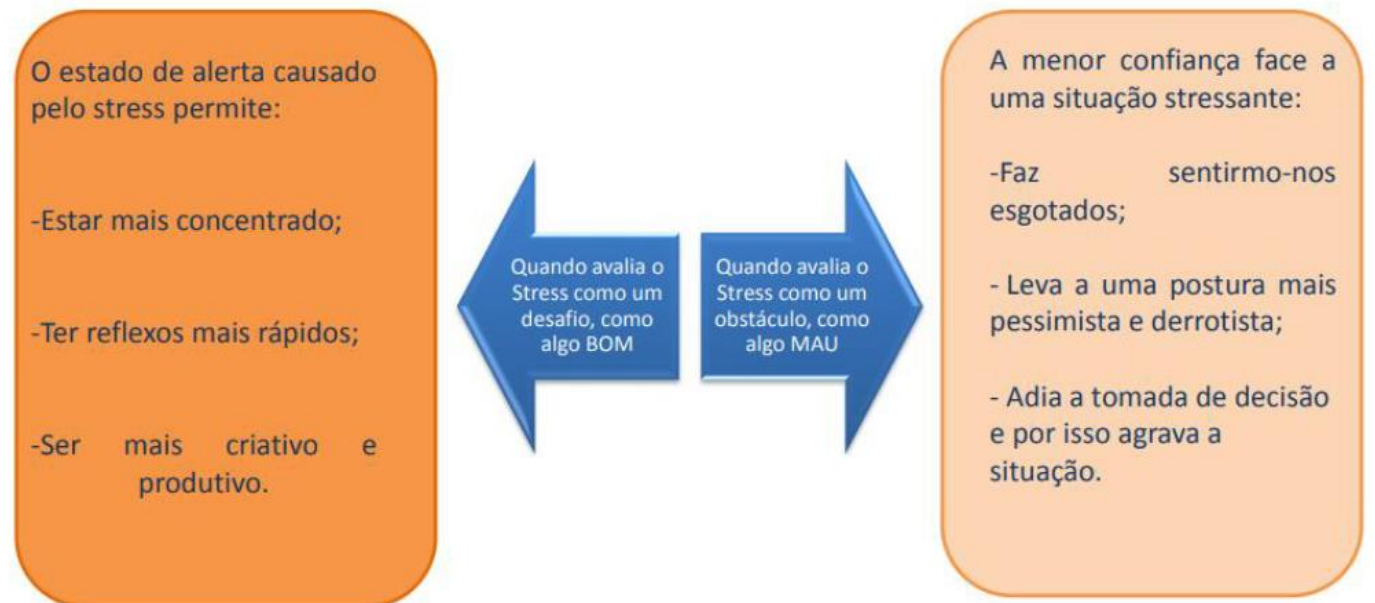 O estado de alerta causado
pelo stress permite:
-Estar mais concentrado;
-Ter reflexos mais rápidos;
-Ser mais criativo e
produtivo.
Quando avalia o
Stress como um
desafio, como
algo BOM
Quando avalia o
Stress como um
obstáculo, como
algo MAU
A menor confiança face a
uma situação stressante:
-Faz sentirmo-nos
esgotados;
- Leva a uma postura mais
pessimista e derrotista;
- Adia a tomada de decisão
e por isso agrava a
situação.